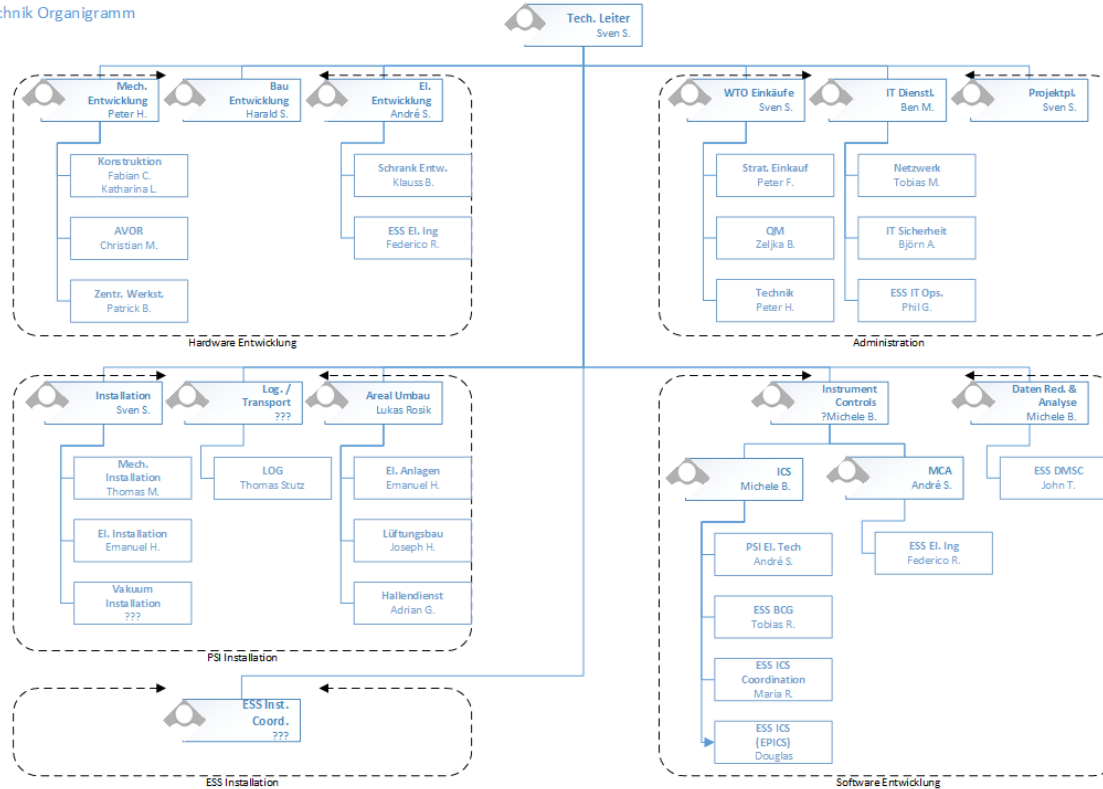 chnik Organigramm
Tech. Leiter
Sven S.
Mech.
Entwicklung
Peter H.
Bau
Entwicklung
Harald S.
El.
Entwicklung
André S.
WTO Einkäufe
Sven S.
IT Dienstl.
Ben M.
Projektpl.
Sven S.
Konstruktion
Fabian C.
Katharina L.
AVOR
Christian M.
Zentr. Werkst.
Patrick B.
Schrank Entw.
Klauss B.
ESS El. Ing
Federico R.
Strat. Einkauf
Peter F.
QM
Zeljka B.
Technik
Peter H.
Netzwerk
Tobias M.
IT Sicherheit
Björn A.
ESS IT Ops.
Phil G.
Hardware Entwicklung
Administration
Installation
Sven S.
Log. /
Transport
???
Areal Umbau
Lukas Rosik
Instrument
Controls
?Michele B.
Daten Red. &
Analyse
Michele B.
Mech.
Installation
Thomas M.
El. Installation
Emanuel H.
Vakuum
Installation
???
LOG
Thomas Stutz
El. Anlagen
Emanuel H.
Lüftungsbau
Joseph H.
Hallendienst
Adrian G.
ICS
Michele B.
MCA
André S.
ESS DMSC
John T.
PSI El. Tech
André S.
ESS El. Ing
Federico R.
ESS BCG
Tobias R.
ESS ICS
Coordination
Maria R.
ESS ICS
(EPICS)
Douglas
PSI Installation
ESS Inst.
Coord.
???
ESS Installation
Software Entwicklung